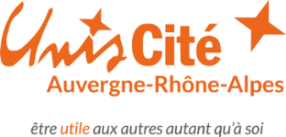 Unis Cité
Auvergne-Rhône-Alpes
être utile aux autres autant qu'à soi